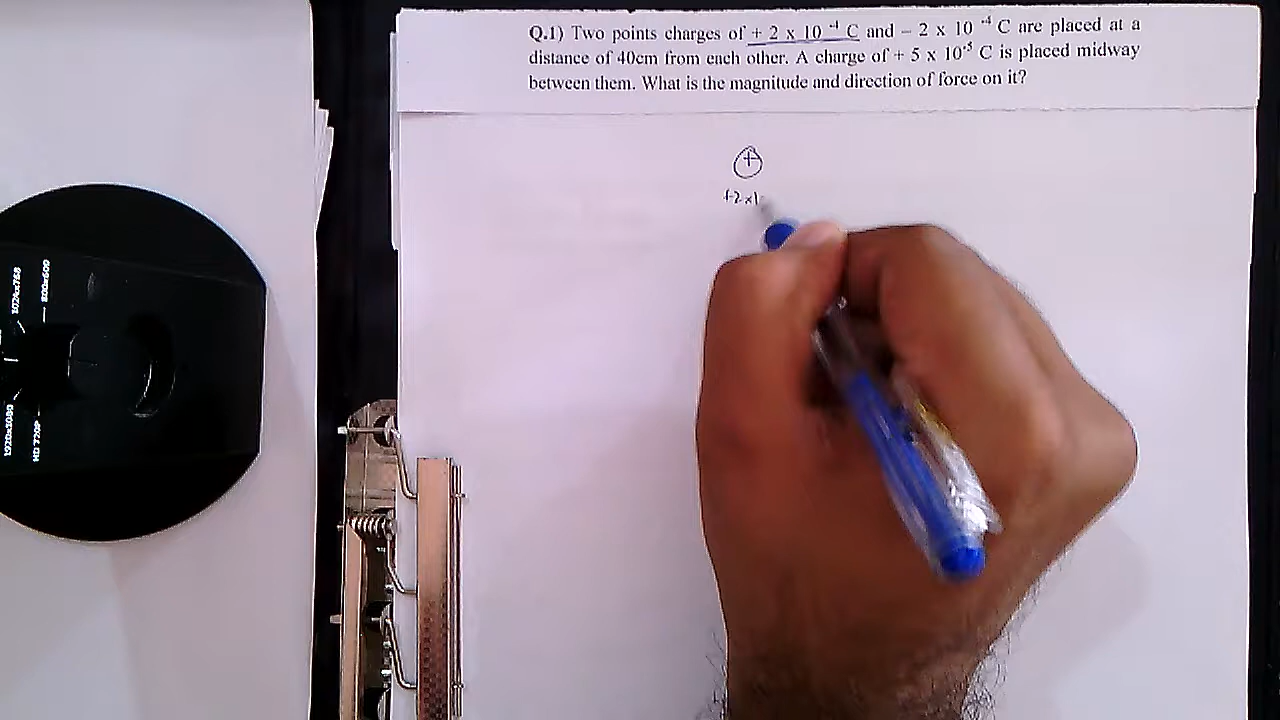 Q.1) Two points charges of + 2 x 10 ⁻⁴ C and – 2 x 10 ⁻⁴ C are placed at a
distance of 40cm from each other. A charge of + 5 x 10⁻⁵ C is placed midway
between them. What is the magnitude and direction of force on it?
+
+2×1
1024x768
800x600
1920x1080
HD 720P